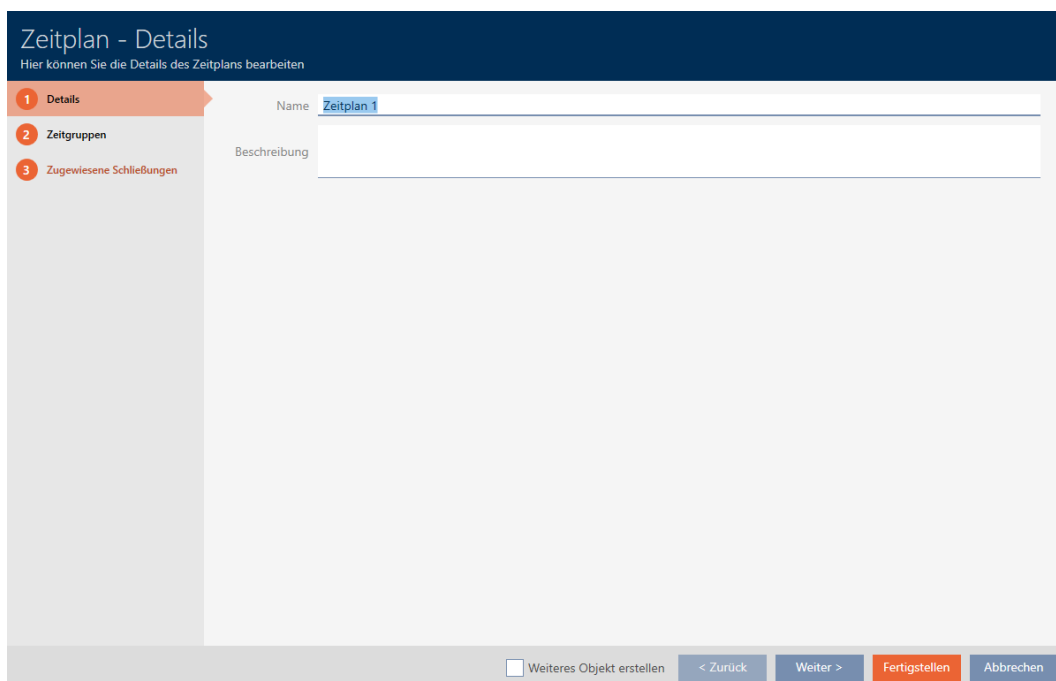 Zeitplan - Details
Hier können Sie die Details des Zeitplans bearbeiten
1 Details
2 Zeitgruppen
3 Zugewiesene Schließungen
Name Zeitplan 1
Beschreibung
Weiteres Objekt erstellen < Zurück Weiter > Fertigstellen Abbrechen